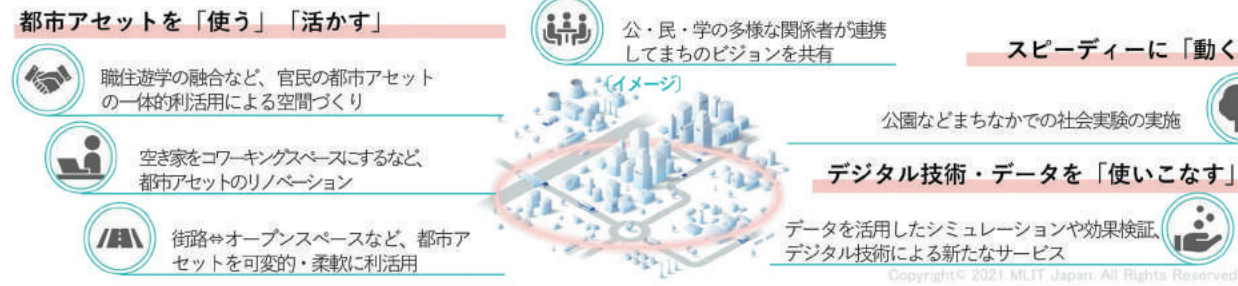 都市アセットを「使う」「活かす」
職住遊学の融合など、官民の都市アセット
の一体的利活用による空間づくり
空き家をコワーキングスペースにするなど、
都市アセットのリノベーション
街路⇔オープンスペースなど、都市ア
セットを可変的・柔軟に利活用
公・民・学の多様な関係者が連携
してまちのビジョンを共有
〔イメージ〕
スピーディーに「動く
公園などまちなかでの社会実験の実施
デジタル技術・データを「使いこなす」
データを活用したシミュレーションや効果検証、
デジタル技術による新たなサービス
Copyright© 2021 MLIT Japan. All Rights Reserved